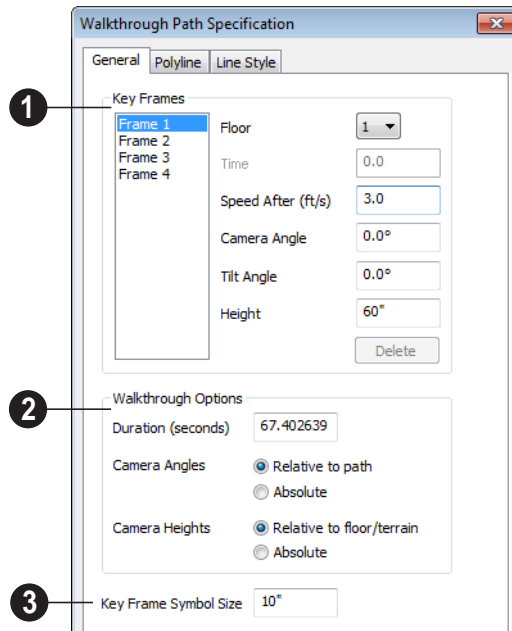 Walkthrough Path Specification
General Polyline Line Style
1
Key Frames
Frame 1
Frame 2
Frame 3
Frame 4
Floor 1
Time 0.0
Speed After (ft/s) 3.0
Camera Angle 0.0°
Tilt Angle 0.0°
Height 60"
Delete
2
Walkthrough Options
Duration (seconds) 67.402639
Camera Angles Relative to path
Absolute
Camera Heights Relative to floor/terrain
Absolute
3
Key Frame Symbol Size 10"